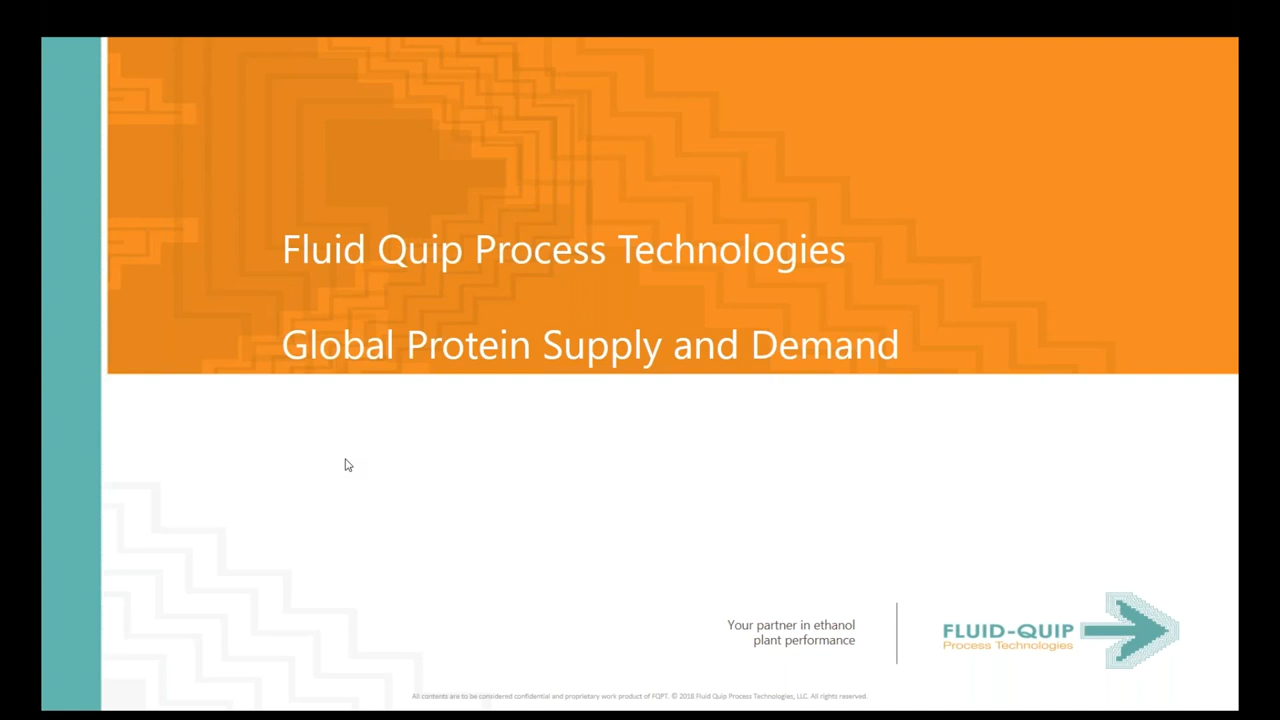 Fluid Quip Process Technologies
Global Protein Supply and Demand
Your partner in ethanol
plant performance
FLUID-QUIP
Process Technologies
All contents are to be considered confidential and proprietary work product of FQPT. © 2018 Fluid Quip Process Technologies, LLC. All rights reserved.